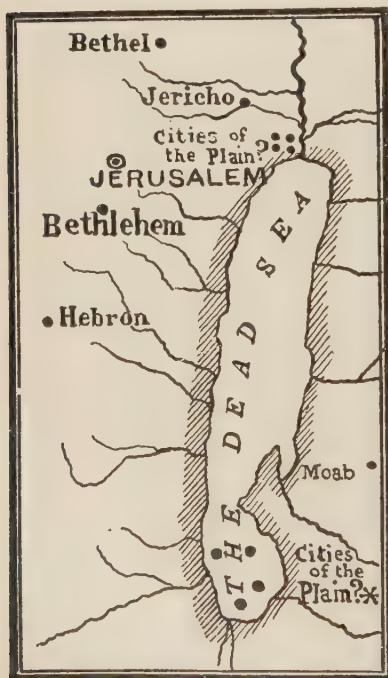 Bethel
Jericho
Cities of
the Plain?
JERUSALEM
Bethlehem
Hebron
THE DEAD SEA
Moab
Cities
of the
Plain?*